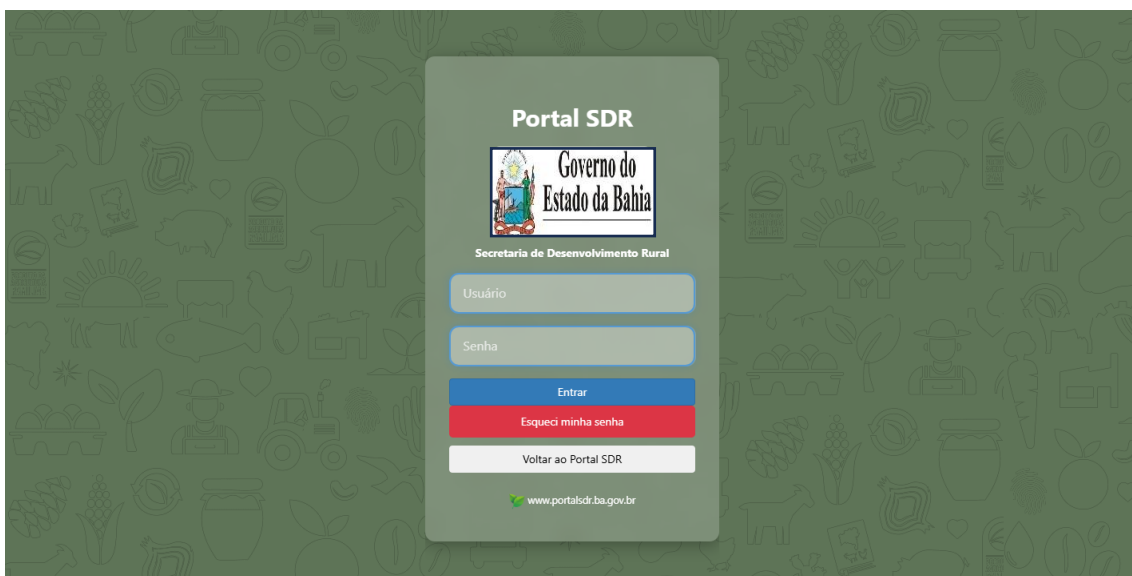 Portal SDR
Governo do
Estado da Bahia
Secretaria de Desenvolvimento Rural
Usuário
Senha
Entrar
Esqueci minha senha
Voltar ao Portal SDR
www.portalsdr.ba.gov.br